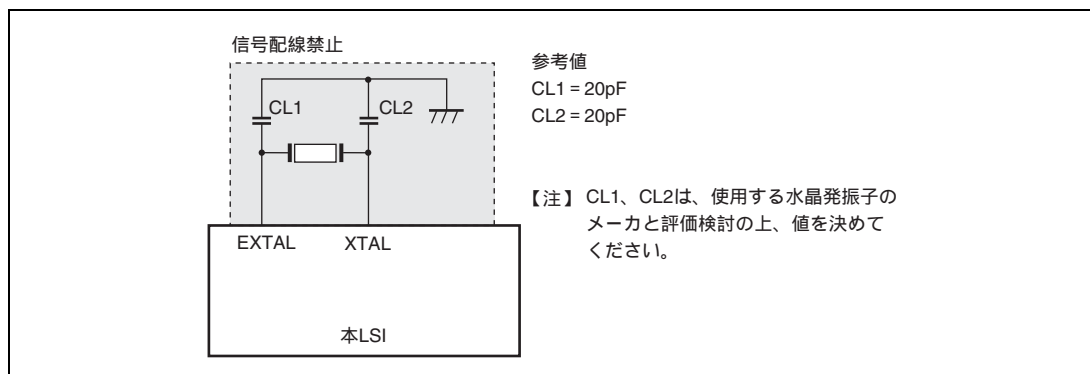 信号配線禁止
CL1
CL2
参考値
CL1 = 20pF
CL2 = 20pF
【注】 CL1、CL2は、使用する水晶発振子の
メーカと評価検討の上、値を決めて
ください。
EXTAL
XTAL
本LSI